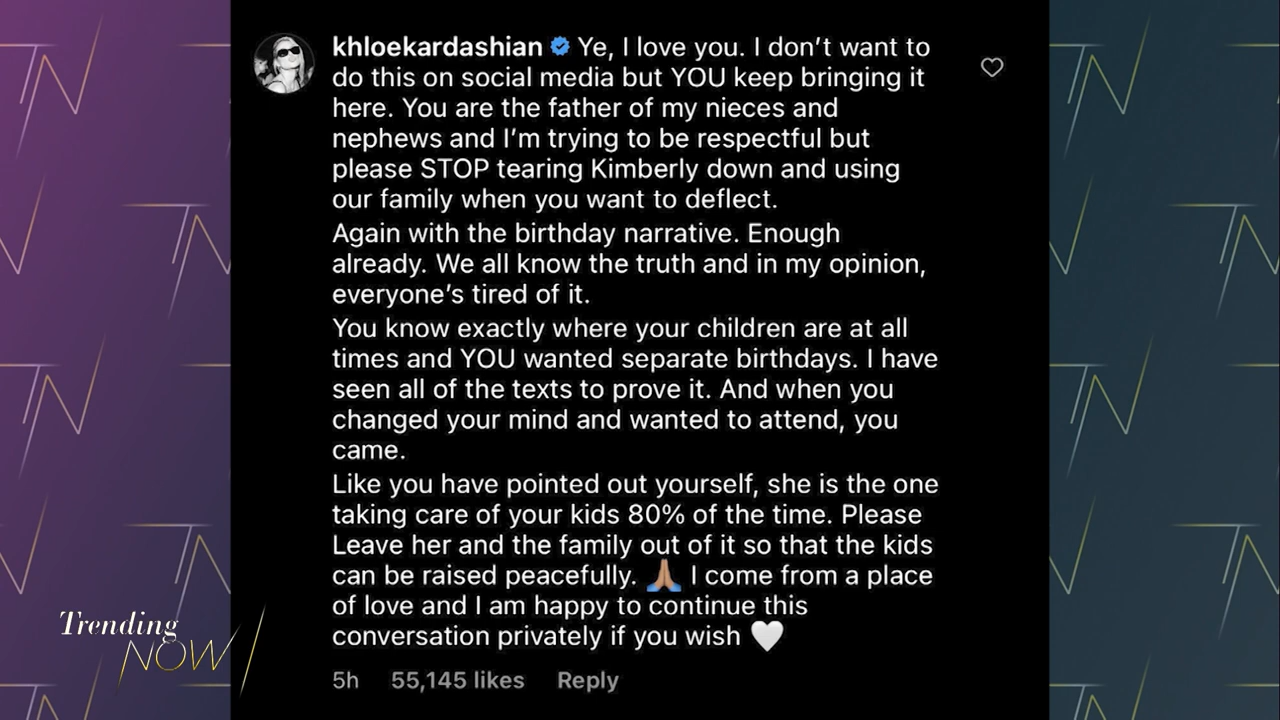 khloekardashian Ye, I love you. I don’t want to
do this on social media but YOU keep bringing it
here. You are the father of my nieces and
nephews and I’m trying to be respectful but
please STOP tearing Kimberly down and using
our family when you want to deflect.
Again with the birthday narrative. Enough
already. We all know the truth and in my opinion,
everyone’s tired of it.
You know exactly where your children are at all
times and YOU wanted separate birthdays. I have
seen all of the texts to prove it. And when you
changed your mind and wanted to attend, you
came.
Like you have pointed out yourself, she is the one
taking care of your kids 80% of the time. Please
Leave her and the family out of it so that the kids
can be raised peacefully. 🙏🏽 I come from a place
of love and I am happy to continue this
conversation privately if you wish 🤍
5h 55,145 likes Reply
Trending
NOW